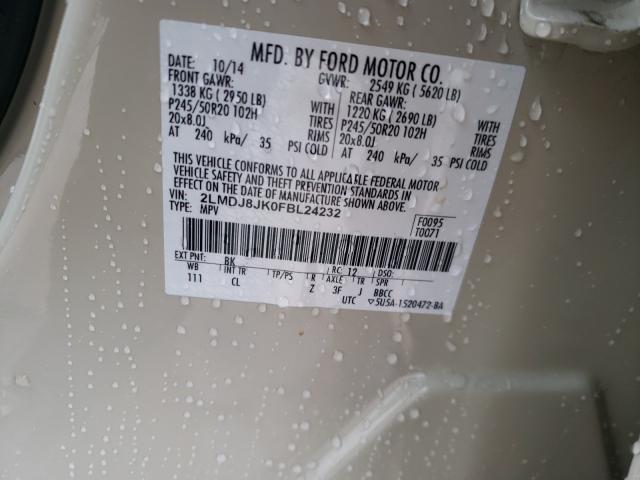 MFD. BY FORD MOTOR CO.
DATE: 10/14 GVWR: 2549 KG ( 5620 LB)
FRONT GAWR: REAR GAWR:
1338 KG ( 2950 LB) WITH 1220 KG ( 2690 LB) WITH
P245/50R20 102H TIRES P245/50R20 102H TIRES
20x8.0J RIMS 20x8.0J RIMS
AT 240 kPa/ 35 PSI COLD AT 240 kPa/ 35 PSI COLD
THIS VEHICLE CONFORMS TO ALL APPLICABLE FEDERAL MOTOR
VEHICLE SAFETY AND THEFT PREVENTION STANDARDS IN
EFFECT ON THE DATE OF MANUFACTURE SHOWN ABOVE.
VIN: 2LMDJ8JK0FBL24232
TYPE: MPV
F0095
T0071
EXT PNT: BK RC: 12 DSO:
WB INT TR TP/PS R AXLE TR SPR
111 CL Z 3F J BBCC
UTC ▽5U5A-1520472-BA